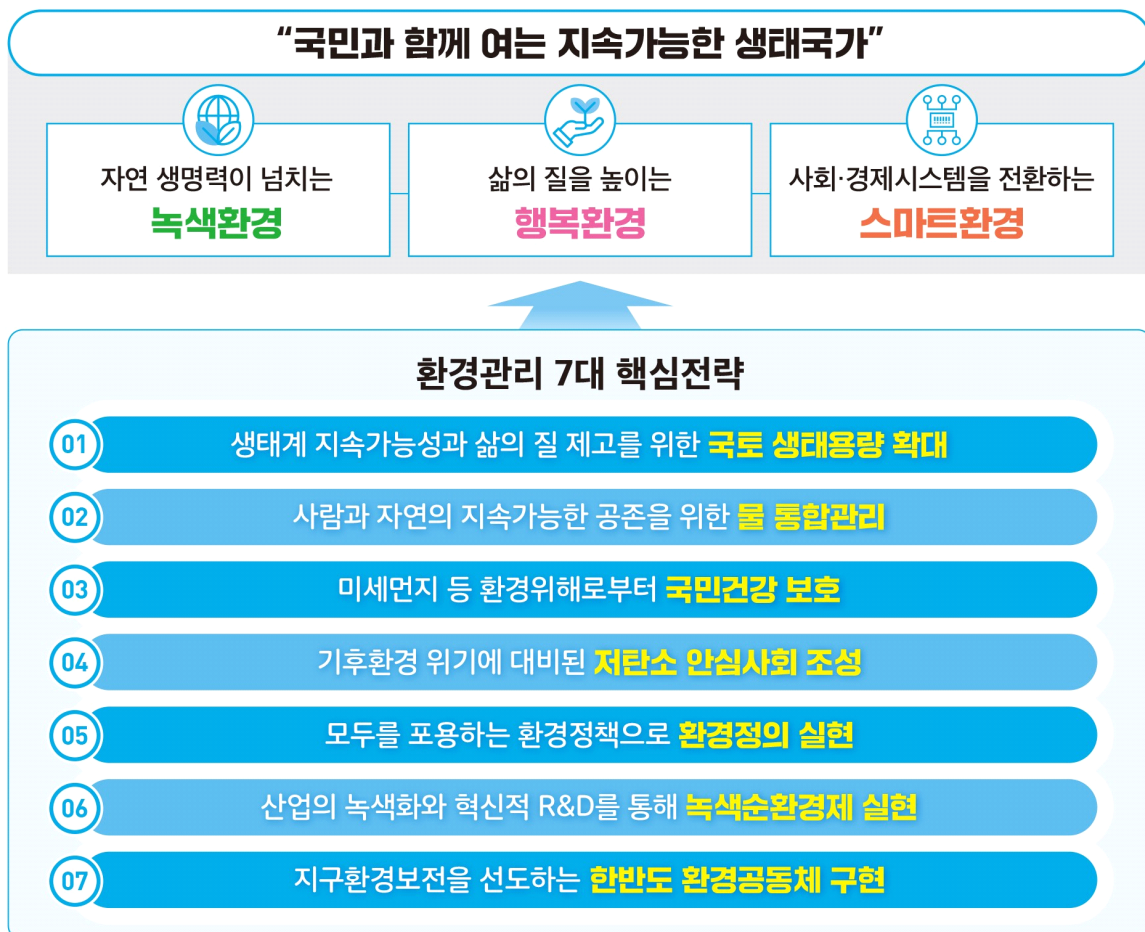 “국민과 함께 여는 지속가능한 생태국가”
자연 생명력이 넘치는
녹색환경
삶의 질을 높이는
행복환경
사회·경제시스템을 전환하는
스마트환경
환경관리 7대 핵심전략
01 생태계 지속가능성과 삶의 질 제고를 위한 국토 생태용량 확대
02 사람과 자연의 지속가능한 공존을 위한 물 통합관리
03 미세먼지 등 환경위해로부터 국민건강 보호
04 기후환경 위기에 대비된 저탄소 안심사회 조성
05 모두를 포용하는 환경정책으로 환경정의 실현
06 산업의 녹색화와 혁신적 R&D를 통해 녹색순환경제 실현
07 지구환경보전을 선도하는 한반도 환경공동체 구현